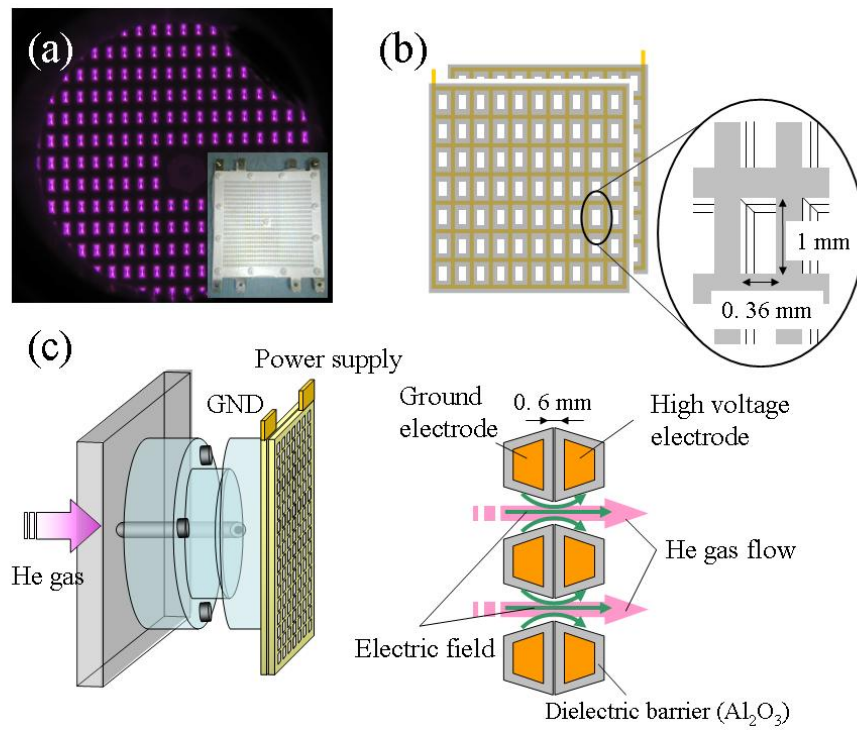 (a)
(b)
1 mm
0. 36 mm
(c)
Power supply
GND
He gas
Ground
electrode
0. 6 mm
High voltage
electrode
He gas flow
Electric field
Dielectric barrier (Al₂O₃)